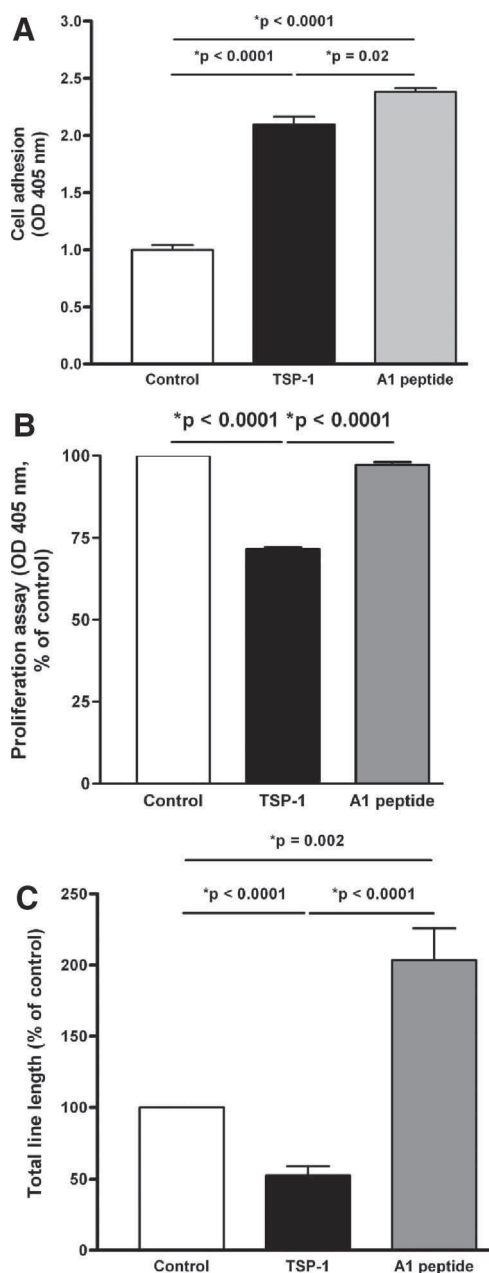 A
*p < 0.0001
*p < 0.0001
*p = 0.02
Cell adhesion
(OD 405 nm)
2.5
2.0
1.5
1.0
0.5
0.0
Control
TSP-1
A1 peptide
B
*p < 0.0001
*p < 0.0001
Proliferation assay (OD 405 nm,
% of control)
100
75
50
25
0
Control
TSP-1
A1 peptide
*p = 0.002
C
*p < 0.0001
*p < 0.0001
Total line length (% of control)
250
200
150
100
50
0
Control
TSP-1
A1 peptide